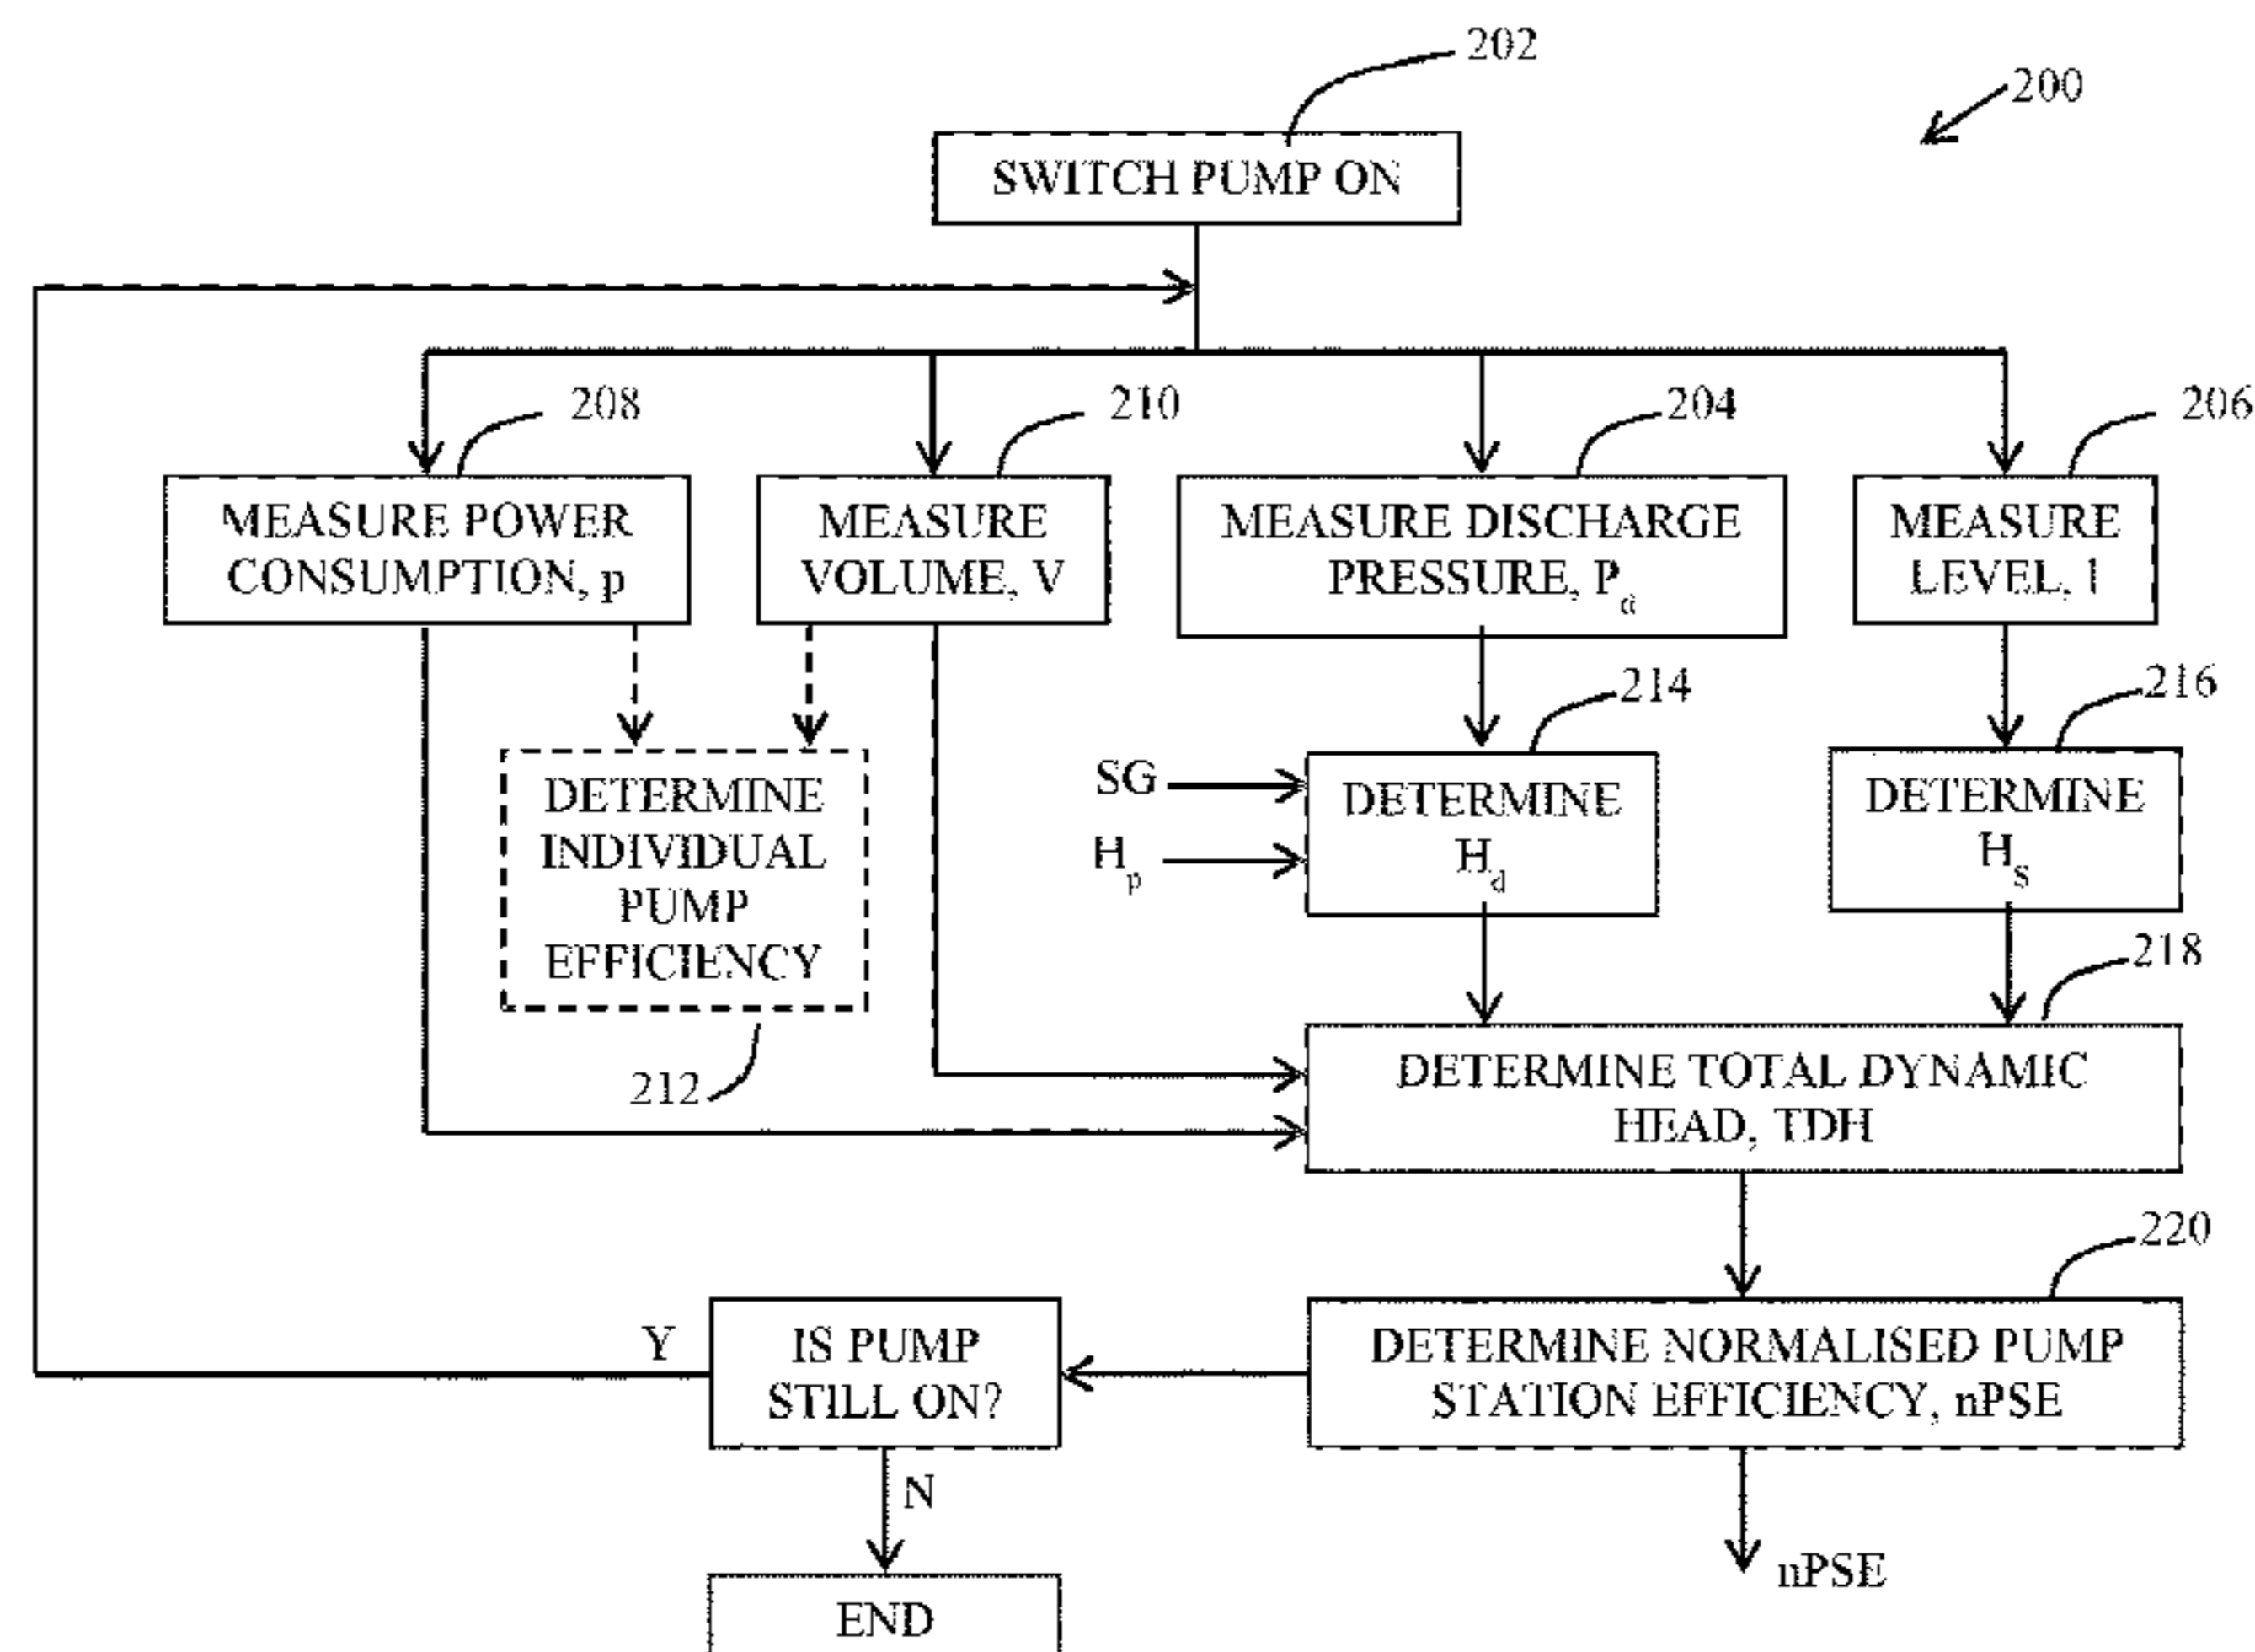 202
200
SWITCH PUMP ON
208
210
204
206
MEASURE POWER
CONSUMPTION, p
MEASURE
VOLUME, V
MEASURE DISCHARGE
PRESSURE, Pd
MEASURE
LEVEL, l
214
216
SG
Hp
DETERMINE
INDIVIDUAL
PUMP
EFFICIENCY
DETERMINE
Hd
DETERMINE
HS
212
218
DETERMINE TOTAL DYNAMIC
HEAD, TDH
220
Y
IS PUMP
STILL ON?
DETERMINE NORMALISED PUMP
STATION EFFICIENCY, nPSE
N
nPSE
END